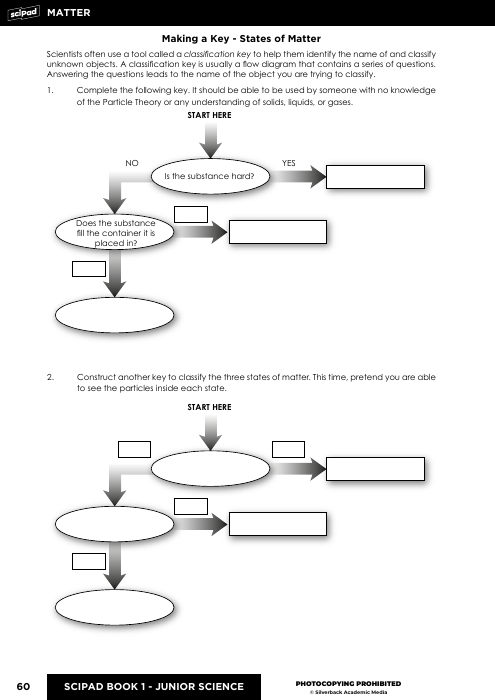 scipad MATTER
Making a Key - States of Matter
Scientists often use a tool called a classification key to help them identify the name of and classify
unknown objects. A classification key is usually a flow diagram that contains a series of questions.
Answering the questions leads to the name of the object you are trying to classify.
1. Complete the following key. It should be able to be used by someone with no knowledge
of the Particle Theory or any understanding of solids, liquids, or gases.
START HERE
NO
YES
Is the substance hard?
Does the substance
fill the container it is
placed in?
2. Construct another key to classify the three states of matter. This time, pretend you are able
to see the particles inside each state.
START HERE
60
SCIPAD BOOK 1 - JUNIOR SCIENCE
PHOTOCOPYING PROHIBITED
© Silverback Academic Media